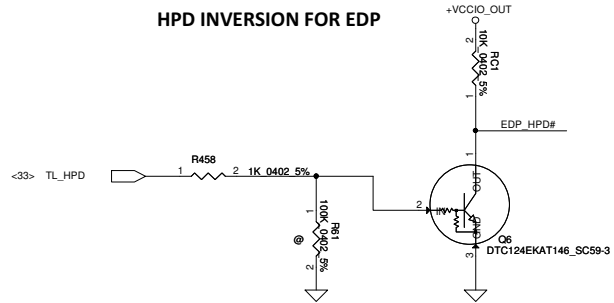 HPD INVERSION FOR EDP
+VCCIO_OUT
2
10K_0402_5%
RC1
1
EDP_HPD#
<33> TL_HPD
1 R458 2 1K_0402_5%
1
100K_0402_5%
R61
@
2
1
OUT
2
IN
GND
3
Q6
DTC124EKAT146_SC59-3